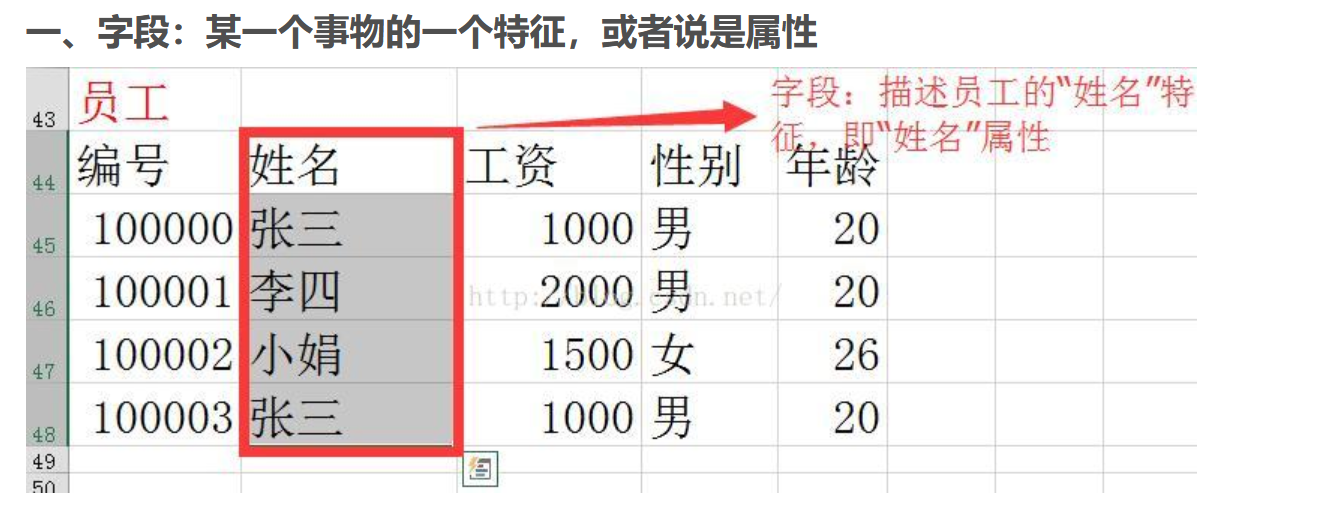 一、字段：某一个事物的一个特征，或者说是属性
43 员工
字段：描述员工的“姓名”特
征，即“姓名”属性
44 编号 姓名 工资 性别 年龄
45 100000 张三 1000 男 20
46 100001 李四 2000 男 20
http://blog.csdn.net/
47 100002 小娟 1500 女 26
48 100003 张三 1000 男 20
49
50